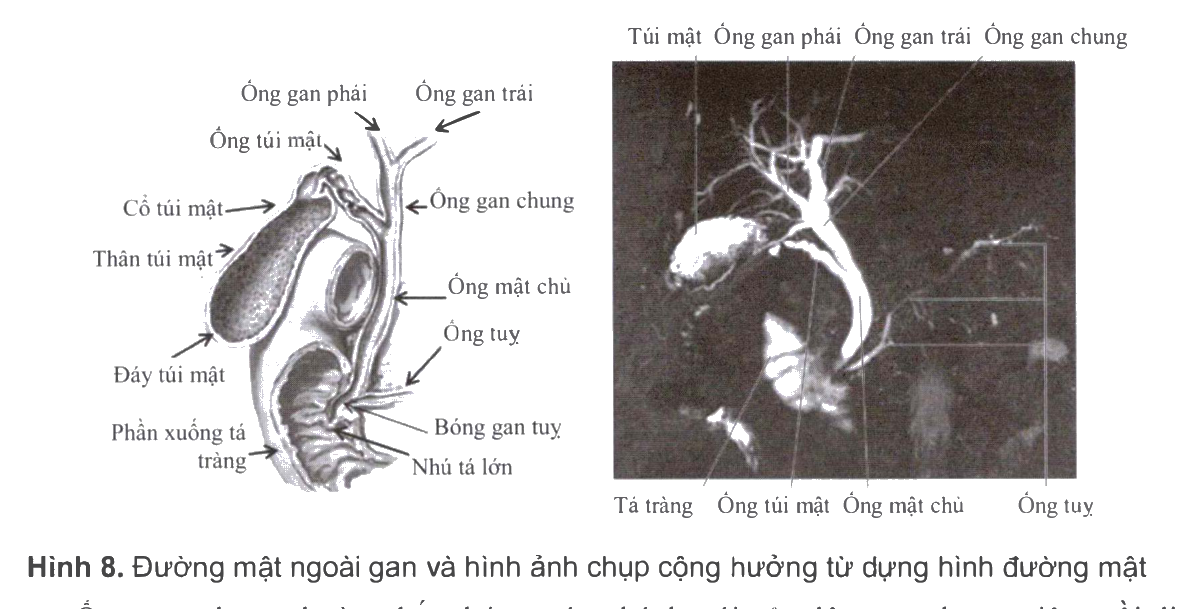 Túi mật Ống gan phải Ống gan trái Ống gan chung
Ống gan phải Ống gan trái
Ống túi mật
Cổ túi mật
Ống gan chung
Thân túi mật
Ống mật chủ
Ống tuỵ
Đáy túi mật
Phần xuống tá
tràng
Bóng gan tuỵ
Nhú tá lớn
Tá tràng Ống túi mật Ống mật chủ Ống tuỵ
Hình 8. Đường mật ngoài gan và hình ảnh chụp cộng hưởng từ dựng hình đường mật